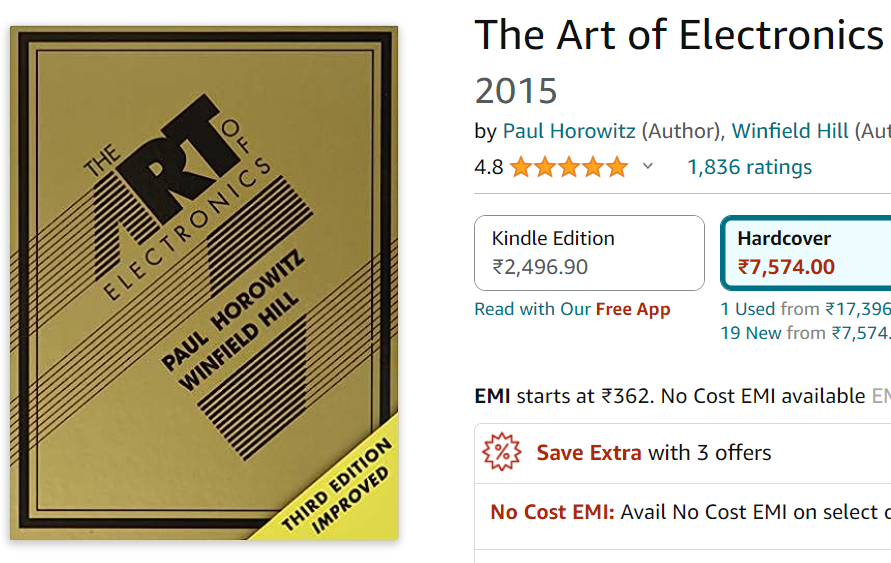 THE
ART
OF
ELECTRONICS
PAUL HOROWITZ
WINFIELD HILL
THIRD EDITION
IMPROVED
The Art of Electronics
2015
by Paul Horowitz (Author), Winfield Hill (Aut
4.8 1,836 ratings
Kindle Edition
₹2,496.90
Hardcover
₹7,574.00
Read with Our Free App
1 Used from ₹17,396
19 New from ₹7,574.
EMI starts at ₹362. No Cost EMI available EN
% Save Extra with 3 offers
No Cost EMI: Avail No Cost EMI on select c